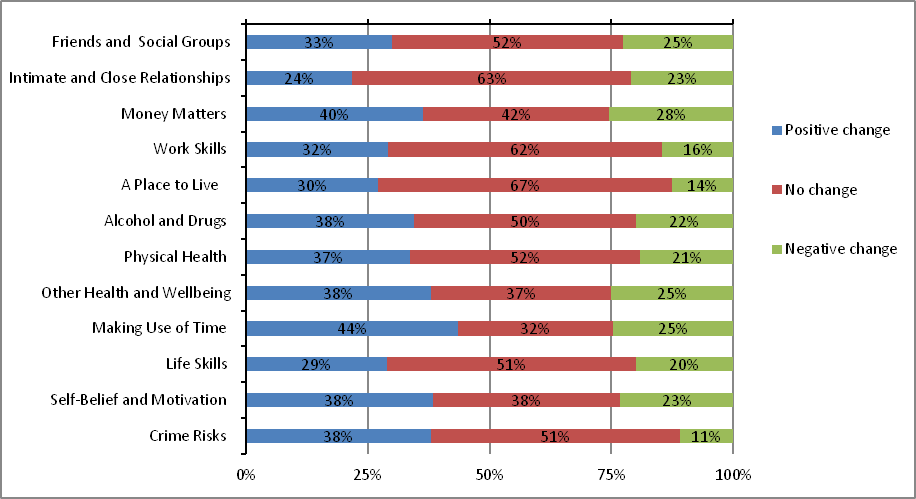 Friends and Social Groups 33% 52% 25%
Intimate and Close Relationships 24% 63% 23%
Money Matters 40% 42% 28%
Work Skills 32% 62% 16%
A Place to Live 30% 67% 14%
Alcohol and Drugs 38% 50% 22%
Physical Health 37% 52% 21%
Other Health and Wellbeing 38% 37% 25%
Making Use of Time 44% 32% 25%
Life Skills 29% 51% 20%
Self-Belief and Motivation 38% 38% 23%
Crime Risks 38% 51% 11%
0% 25% 50% 75% 100%
Positive change
No change
Negative change